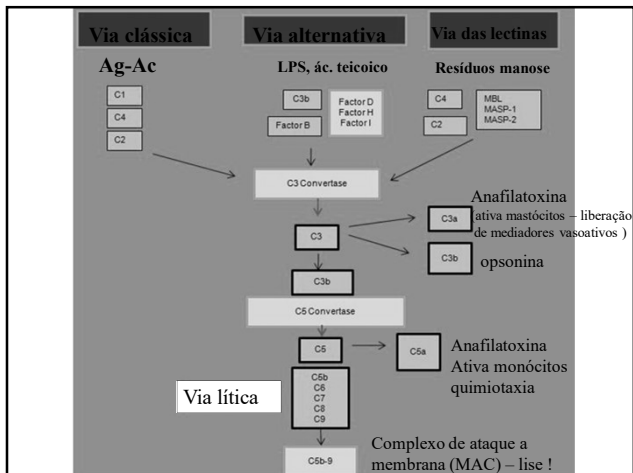 Via clássica
Via alternativa
Via das lectinas
Ag-Ac
LPS, ác. teicoico
Resíduos manose
C1
C4
C2
C3b
Factor B
Factor D
Factor H
Factor I
C4
C2
MBL
MASP-1
MASP-2
C3 Convertase
C3
C3a
Anafilatoxina
(ativa mastócitos – liberação
de mediadores vasoativos )
C3b
opsonina
C3b
C5 Convertase
C5
C5a
Anafilatoxina
Ativa monócitos
quimiotaxia
Via lítica
C5b
C6
C7
C8
C9
C5b-9
Complexo de ataque a
membrana (MAC) – lise !